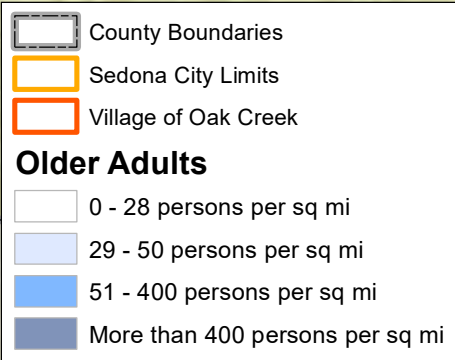 County Boundaries
Sedona City Limits
Village of Oak Creek
Older Adults
0 - 28 persons per sq mi
29 - 50 persons per sq mi
51 - 400 persons per sq mi
More than 400 persons per sq mi